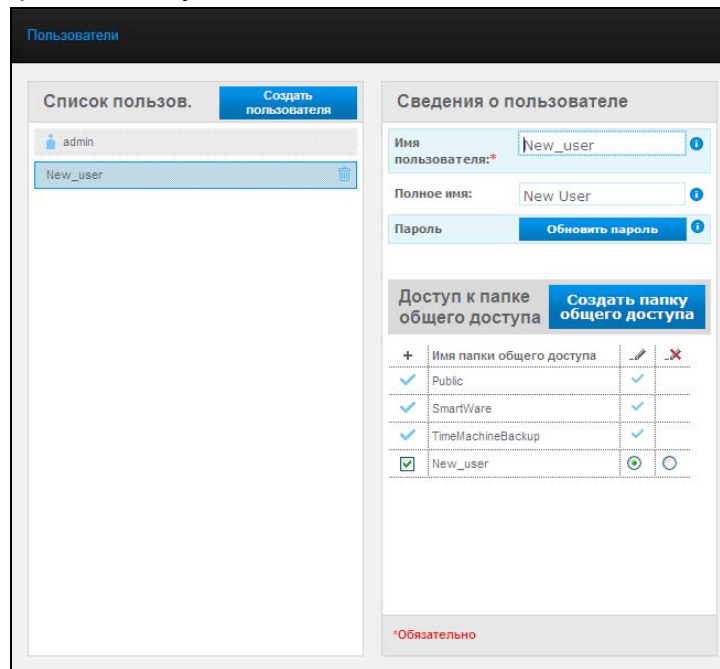 Пользователи
Список пользов.
Создать
пользователя
admin
New_user
Сведения о пользователе
Имя
пользователя:*
New_user
Полное имя:
New User
Пароль
Обновить пароль
Доступ к папке
общего доступа
Создать папку
общего доступа
Имя папки общего доступа
Public
SmartWare
TimeMachineBackup
New_user
*Обязательно